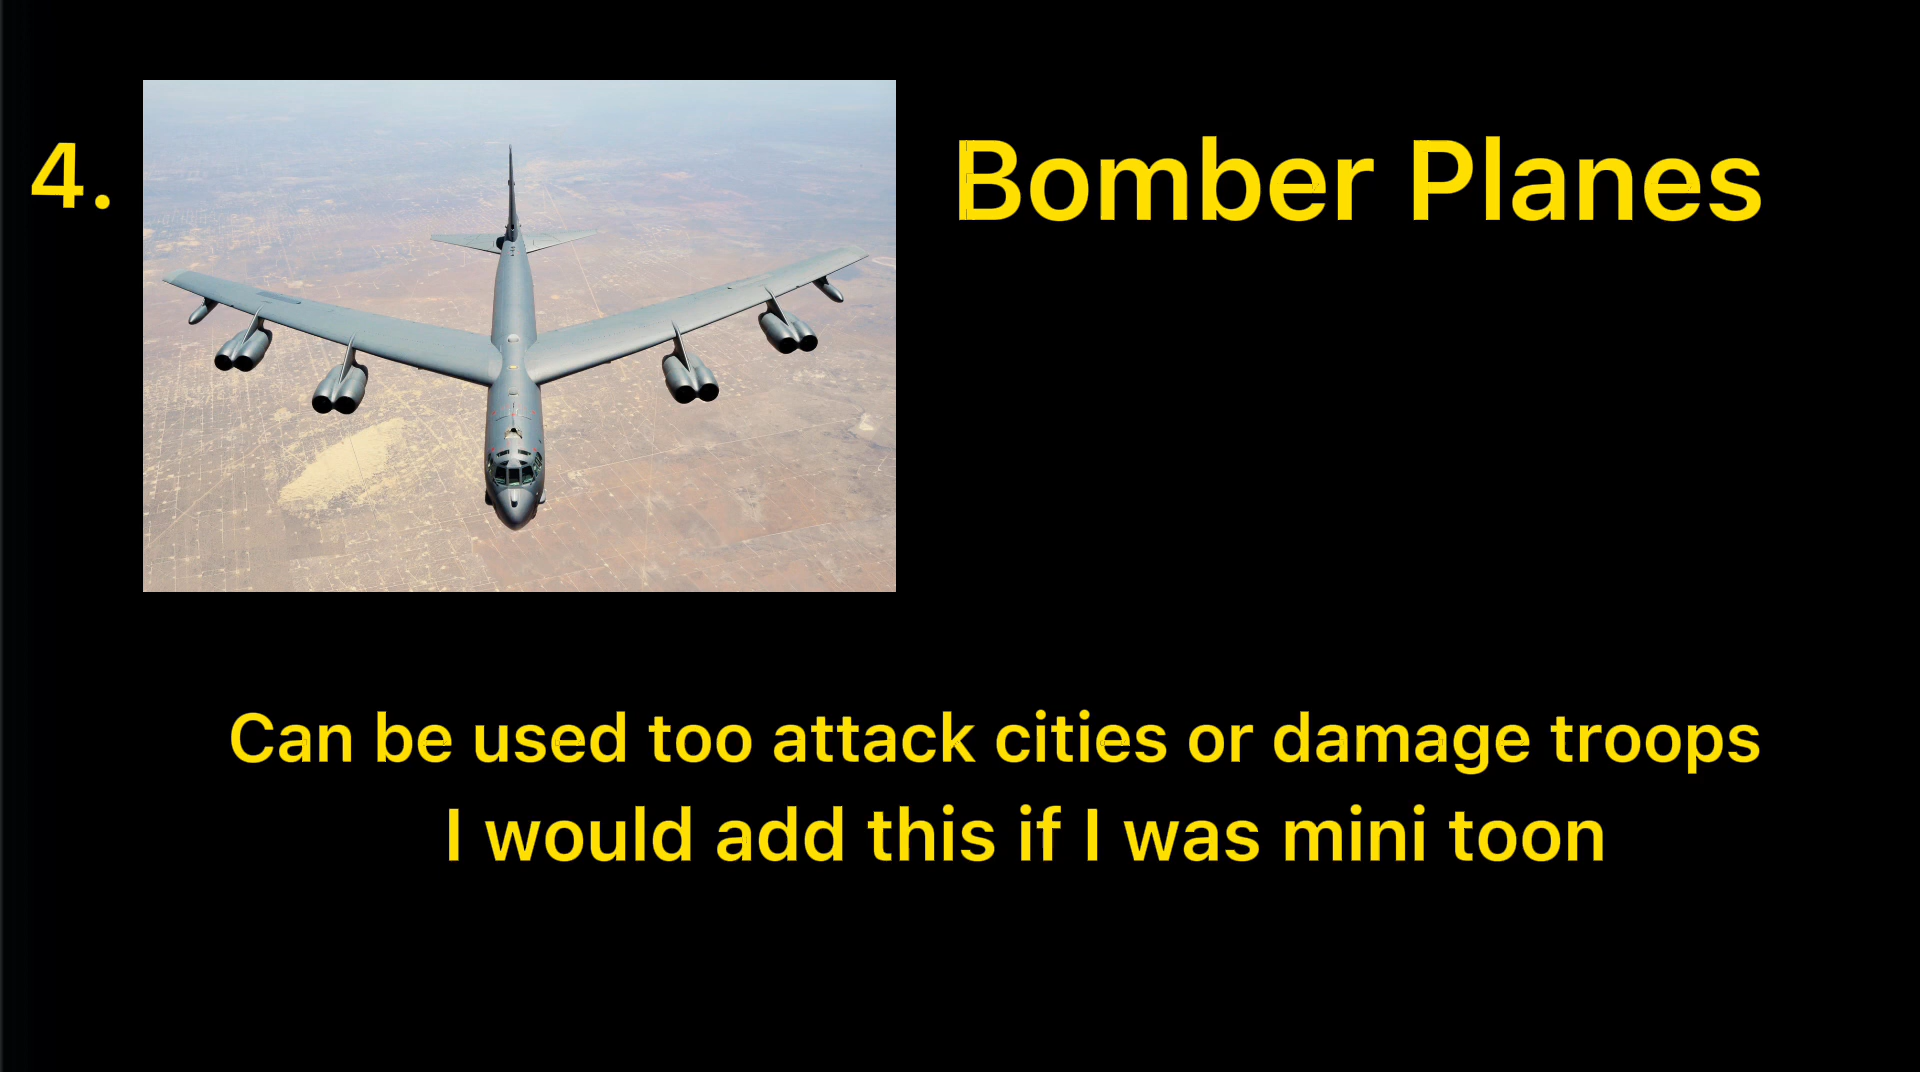 4.
Bomber Planes
Can be used too attack cities or damage troops
I would add this if I was mini toon